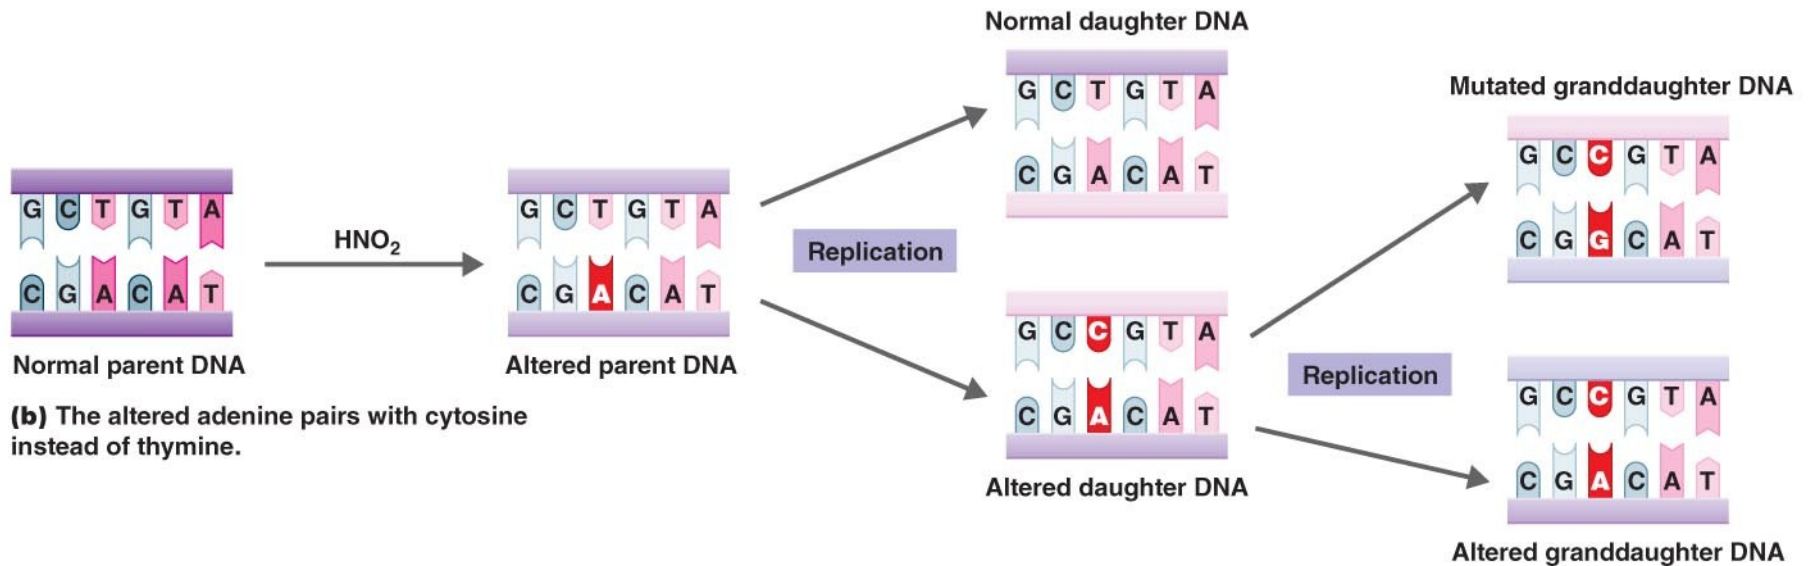 Normal daughter DNA
G C T G T A
C G A C A T
Mutated granddaughter DNA
G C C G T A
C G G C A T
G C T G T A
C G A C A T
Normal parent DNA
HNO2
G C T G T A
C G A C A T
Altered parent DNA
Replication
G C C G T A
C G A C A T
Altered daughter DNA
Replication
G C C G T A
C G A C A T
Altered granddaughter DNA
(b) The altered adenine pairs with cytosine
instead of thymine.